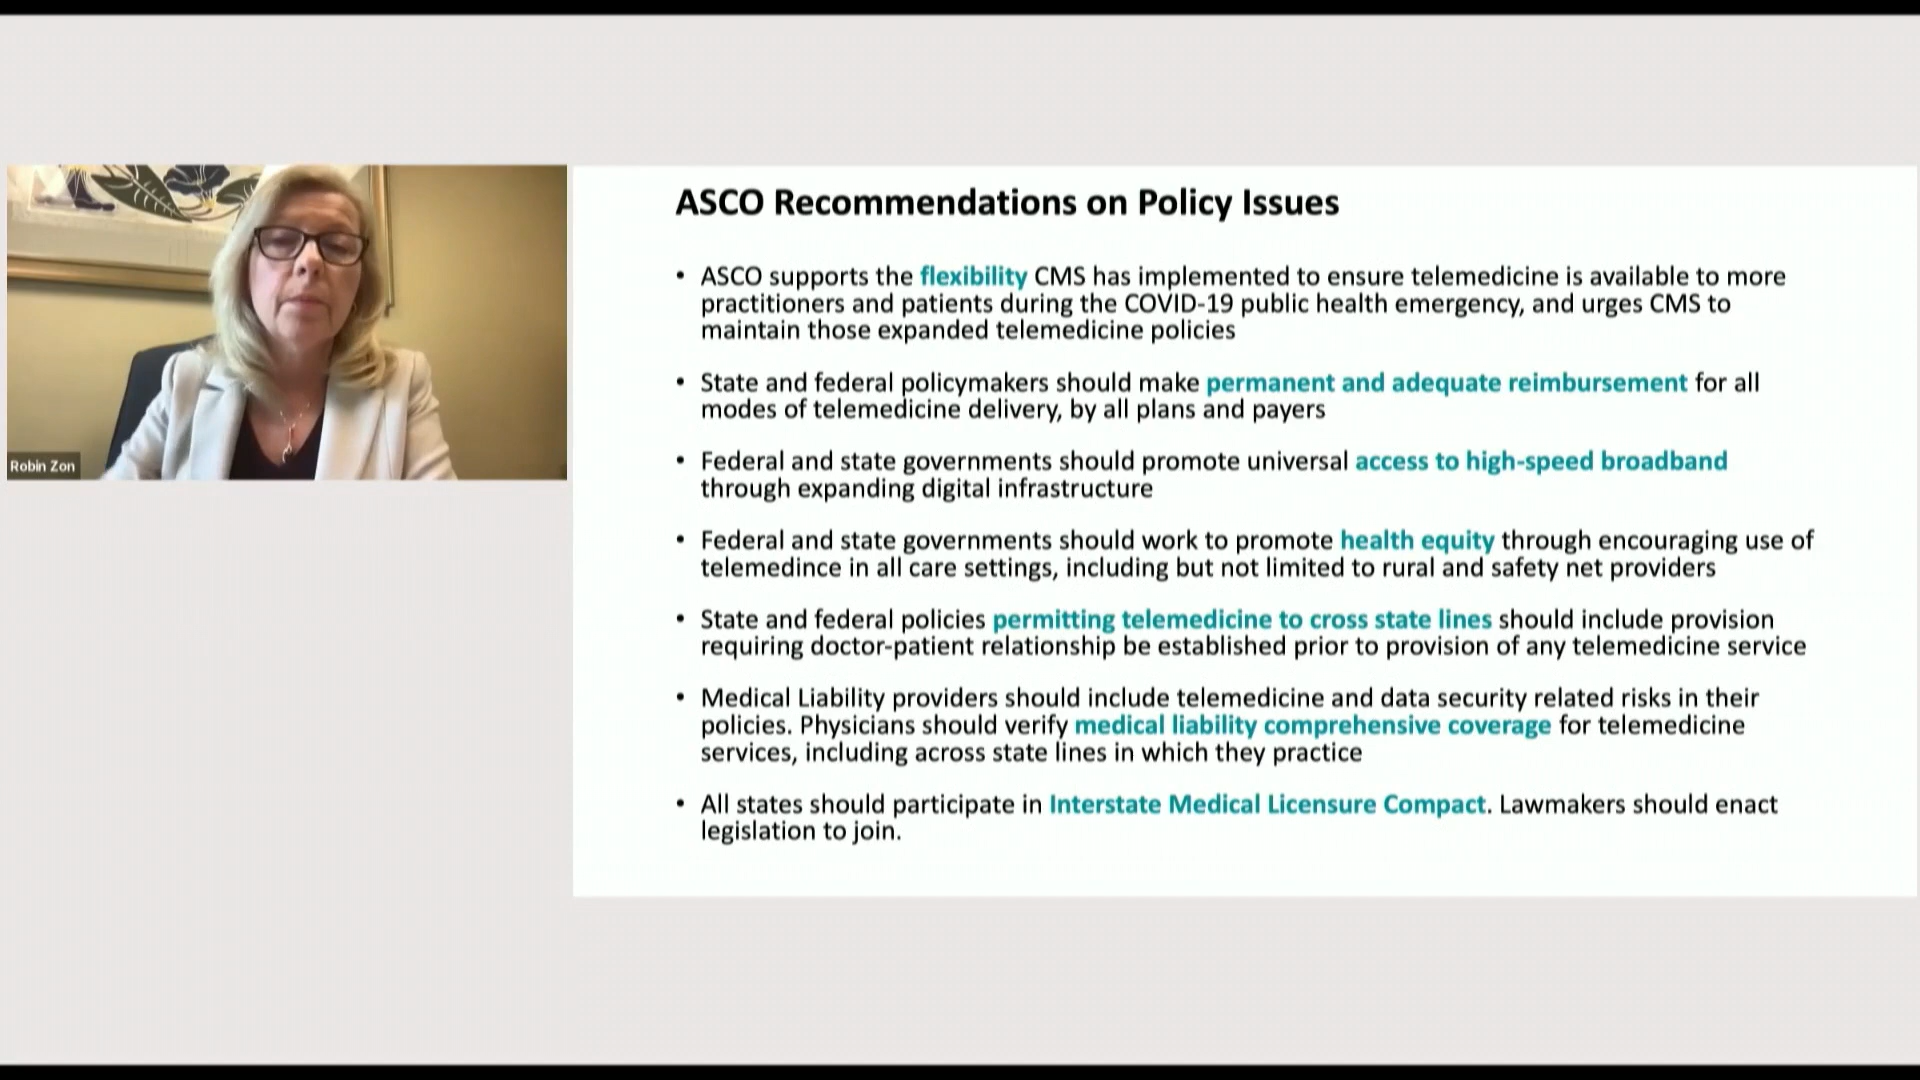 Robin Zon
ASCO Recommendations on Policy Issues
• ASCO supports the flexibility CMS has implemented to ensure telemedicine is available to more
practitioners and patients during the COVID-19 public health emergency, and urges CMS to
maintain those expanded telemedicine policies
• State and federal policymakers should make permanent and adequate reimbursement for all
modes of telemedicine delivery, by all plans and payers
• Federal and state governments should promote universal access to high-speed broadband
through expanding digital infrastructure
• Federal and state governments should work to promote health equity through encouraging use of
telemedince in all care settings, including but not limited to rural and safety net providers
• State and federal policies permitting telemedicine to cross state lines should include provision
requiring doctor-patient relationship be established prior to provision of any telemedicine service
• Medical Liability providers should include telemedicine and data security related risks in their
policies. Physicians should verify medical liability comprehensive coverage for telemedicine
services, including across state lines in which they practice
• All states should participate in Interstate Medical Licensure Compact. Lawmakers should enact
legislation to join.